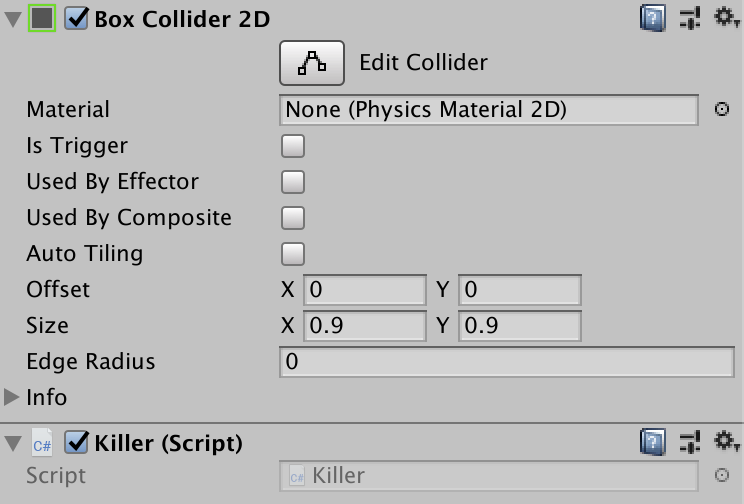 Box Collider 2D
Edit Collider
Material None (Physics Material 2D)
Is Trigger
Used By Effector
Used By Composite
Auto Tiling
Offset X 0 Y 0
Size X 0.9 Y 0.9
Edge Radius 0
Info
C# Killer (Script)
Script C# Killer